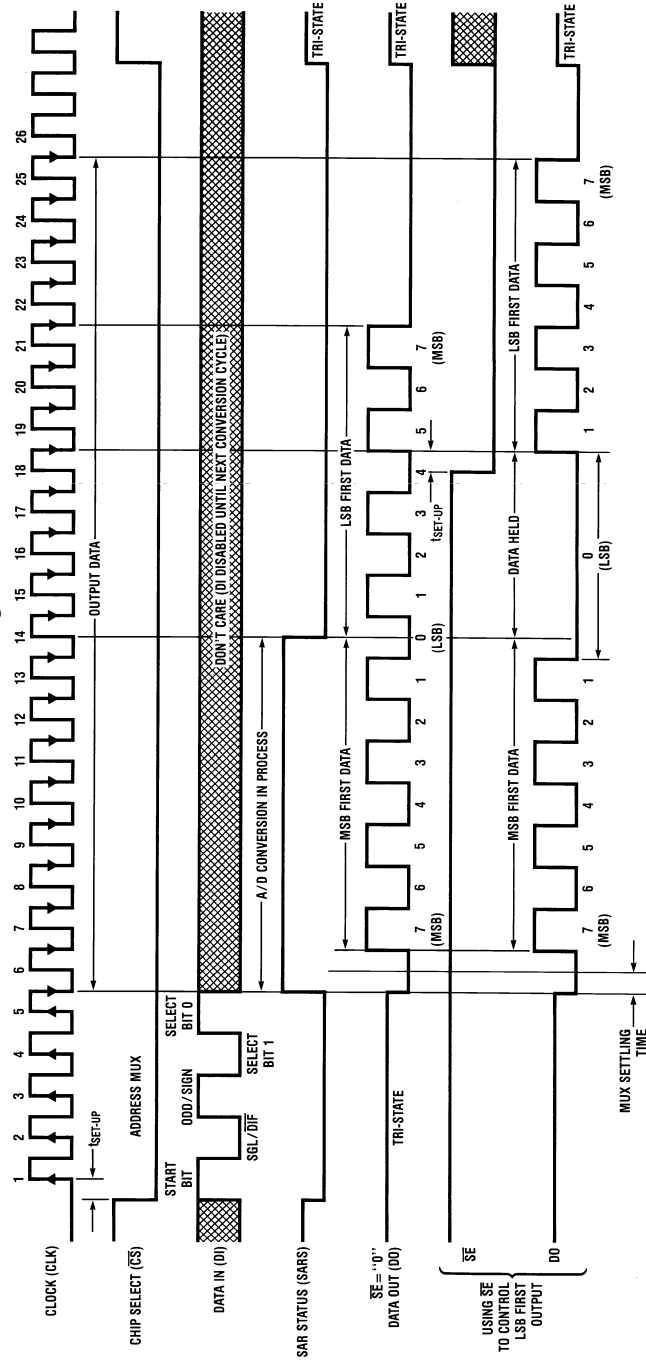 1 2 3 4 5 6 7 8 9 10 11 12 13 14 15 16 17 18 19 20 21 22 23 24 25 26
CLOCK (CLK)
tSET-UP
OUTPUT DATA
CHIP SELECT (CS)
ADDRESS MUX
START BIT
ODD/SIGN
SELECT BIT 0
DATA IN (DI)
DON'T CARE (DI DISABLED UNTIL NEXT CONVERSION CYCLE)
SGL/DIF
SELECT BIT 1
A/D CONVERSION IN PROCESS
SAR STATUS (SARS)
TRI-STATE
MSB FIRST DATA
LSB FIRST DATA
SE = "0"
DATA OUT (DO)
TRI-STATE
TRI-STATE
7 (MSB) 6 5 4 3 2 1 0 (LSB) 1 2 3 4 5 6 7 (MSB)
tSET-UP
USING SE TO CONTROL LSB FIRST OUTPUT
SE
MSB FIRST DATA
DATA HELD
LSB FIRST DATA
DO
TRI-STATE
7 (MSB) 6 5 4 3 2 1 0 (LSB) 1 2 3 4 5 6 7 (MSB)
MUX SETTLING TIME